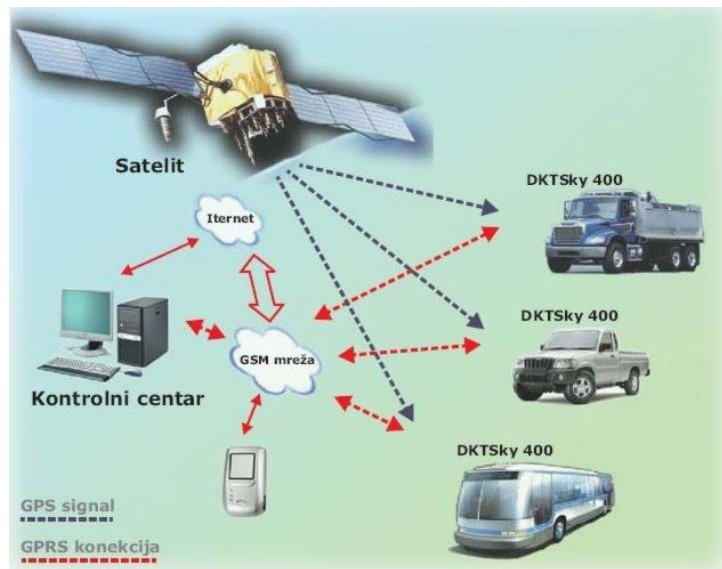 Satelit
DKTSky 400
Iternet
DKTSky 400
GSM mreža
Kontrolni centar
DKTSky 400
GPS signal
GPRS konekcija